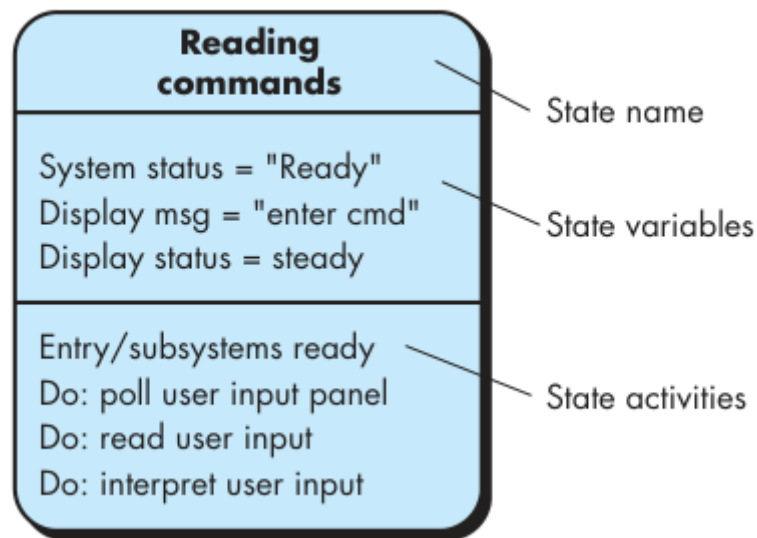 Reading
commands
State name
System status = "Ready"
Display msg = "enter cmd"
Display status = steady
State variables
Entry/subsystems ready
Do: poll user input panel
Do: read user input
Do: interpret user input
State activities